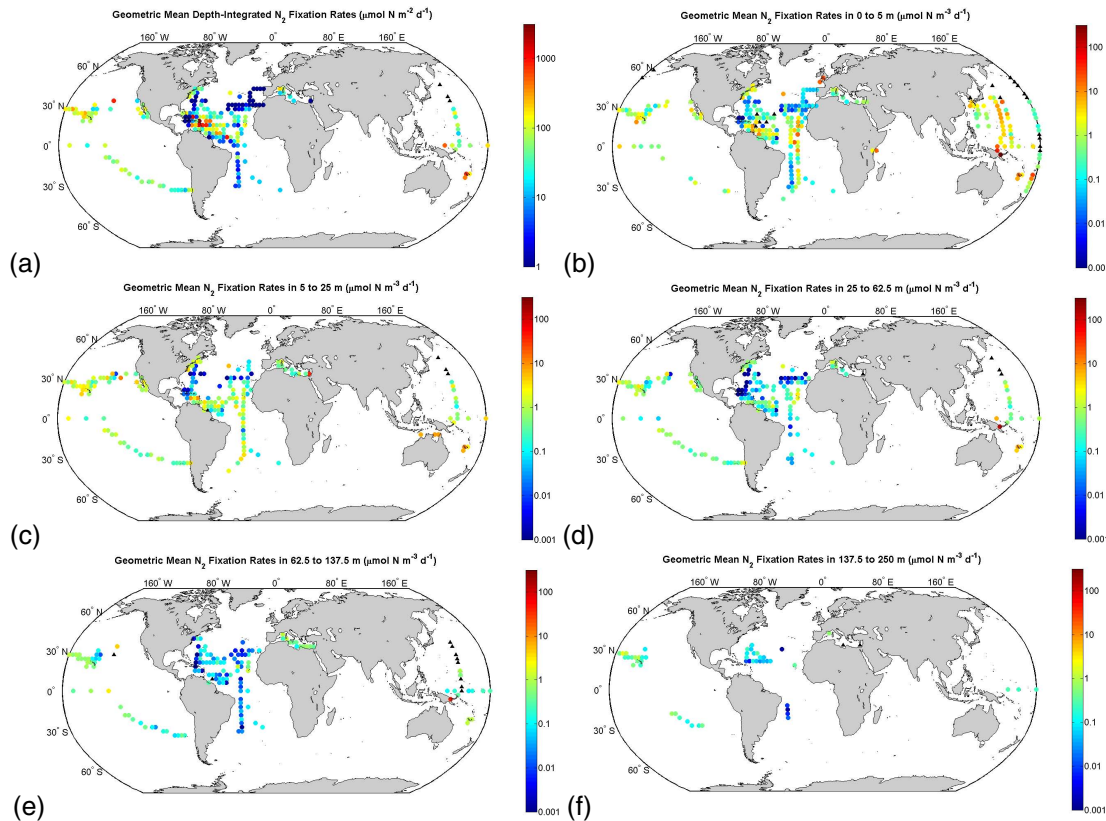 Geometric Mean Depth-Integrated N2 Fixation Rates (μmol N m-2 d-1)
160° W 80° W 0° 80° E 160° E
60° N
30° N
0°
30° S
60° S
1000
100
10
1
(a)
Geometric Mean N2 Fixation Rates in 0 to 5 m (μmol N m-3 d-1)
160° W 80° W 0° 80° E 160° E
60° N
30° N
0°
30° S
60° S
100
10
1
0.1
0.01
0.00
(b)
Geometric Mean N2 Fixation Rates in 5 to 25 m (μmol N m-3 d-1)
160° W 80° W 0° 80° E 160° E
60° N
30° N
0°
30° S
60° S
100
10
1
0.1
0.01
0.001
(c)
Geometric Mean N2 Fixation Rates in 25 to 62.5 m (μmol N m-3 d-1)
160° W 80° W 0° 80° E 160° E
60° N
30° N
0°
30° S
60° S
100
10
1
0.1
0.01
0.001
(d)
Geometric Mean N2 Fixation Rates in 62.5 to 137.5 m (μmol N m-3 d-1)
160° W 80° W 0° 80° E 160° E
60° N
30° N
0°
30° S
60° S
100
10
1
0.1
0.01
0.001
(e)
Geometric Mean N2 Fixation Rates in 137.5 to 250 m (μmol N m-3 d-1)
160° W 80° W 0° 80° E 160° E
60° N
30° N
0°
30° S
60° S
100
10
1
0.1
0.01
0.001
(f)